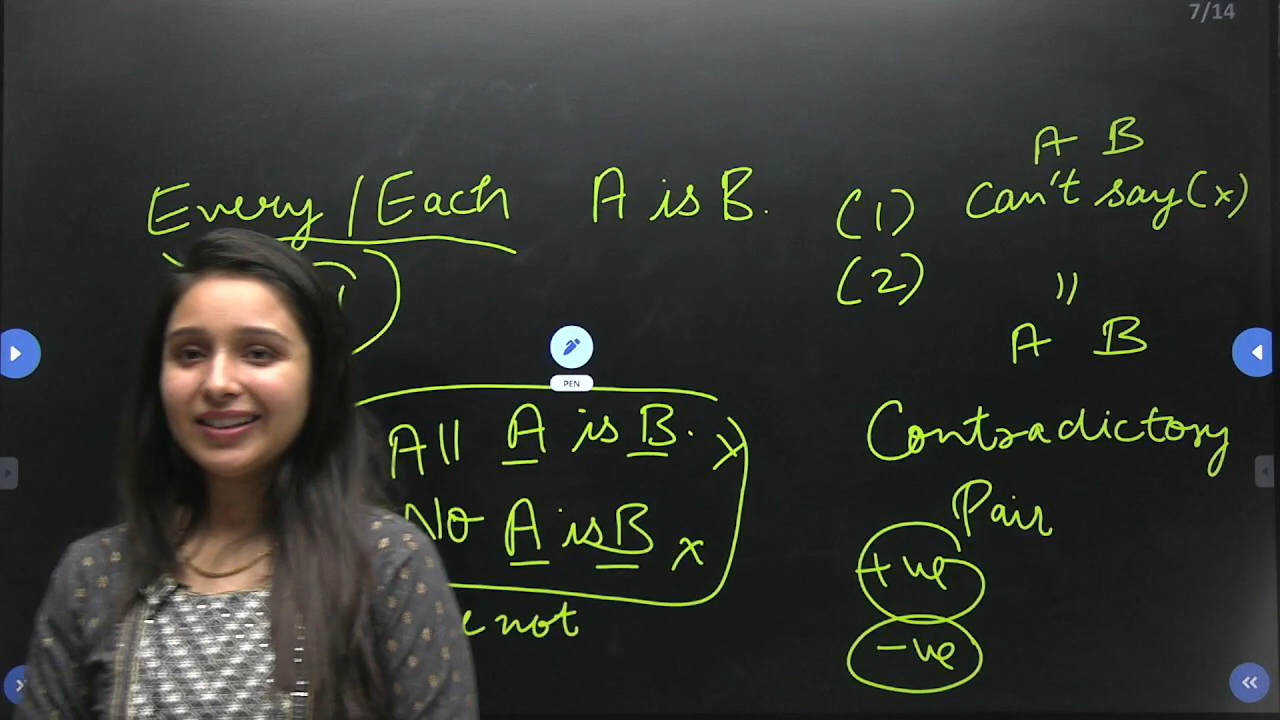 7/14
Every/Each A is B.
(1)
(2)
A B
Can't say (x)
"
A B
PEN
All A is B. x
No A is B x
not
Contradictory
Pair
+ve
-ve